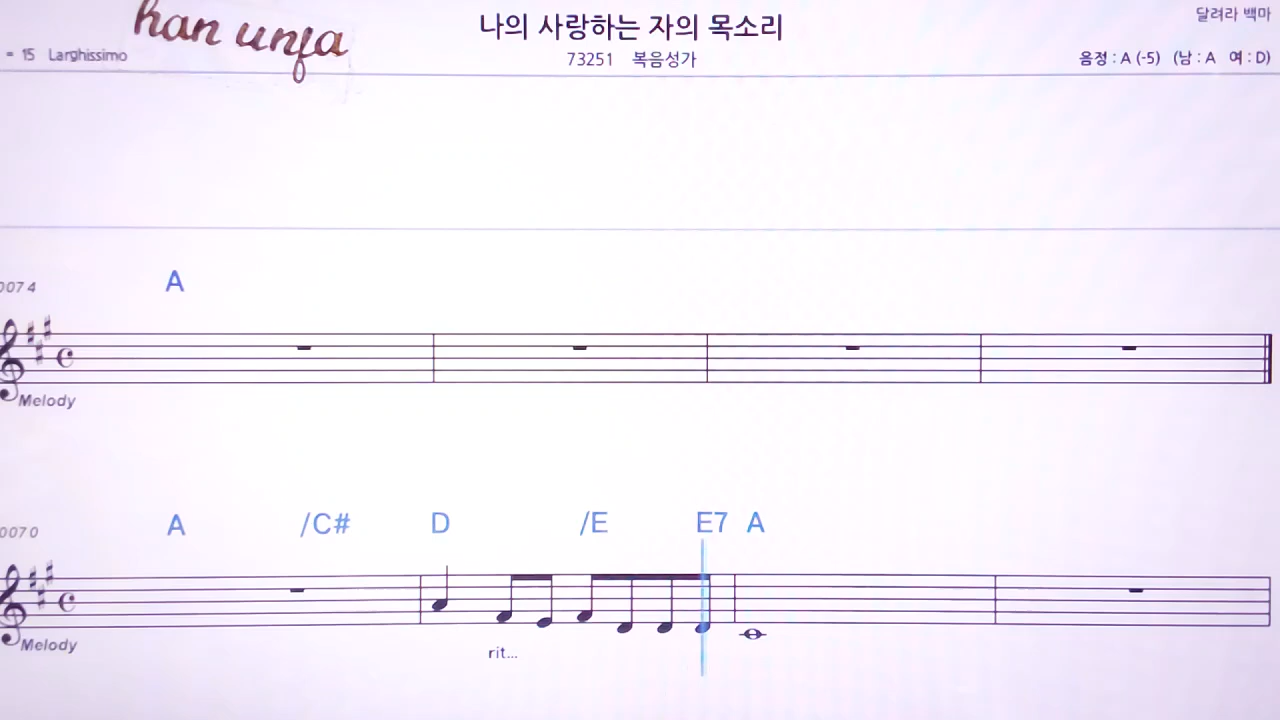 han unja
나의 사랑하는 자의 목소리
달려라 백마
= 15 Larghissimo
73251 복음성가
음정 : A (-5) (남 : A 여 : D)
0074
A
Melody
0070
A /C# D /E E7 A
Melody
rit...